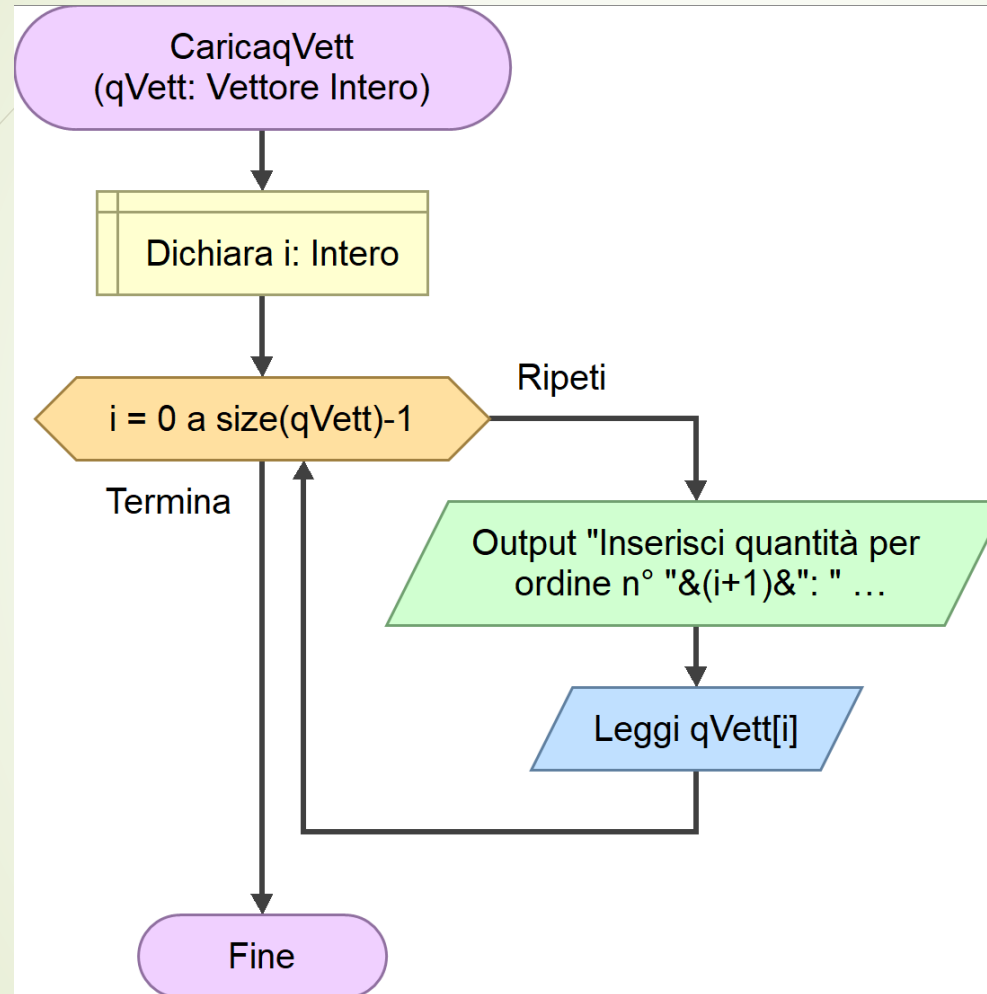 CaricaqVett
(qVett: Vettore Intero)
Dichiara i: Intero
i = 0 a size(qVett)-1
Ripeti
Termina
Output "Inserisci quantità per
ordine n° "&(i+1)&": " …
Leggi qVett[i]
Fine